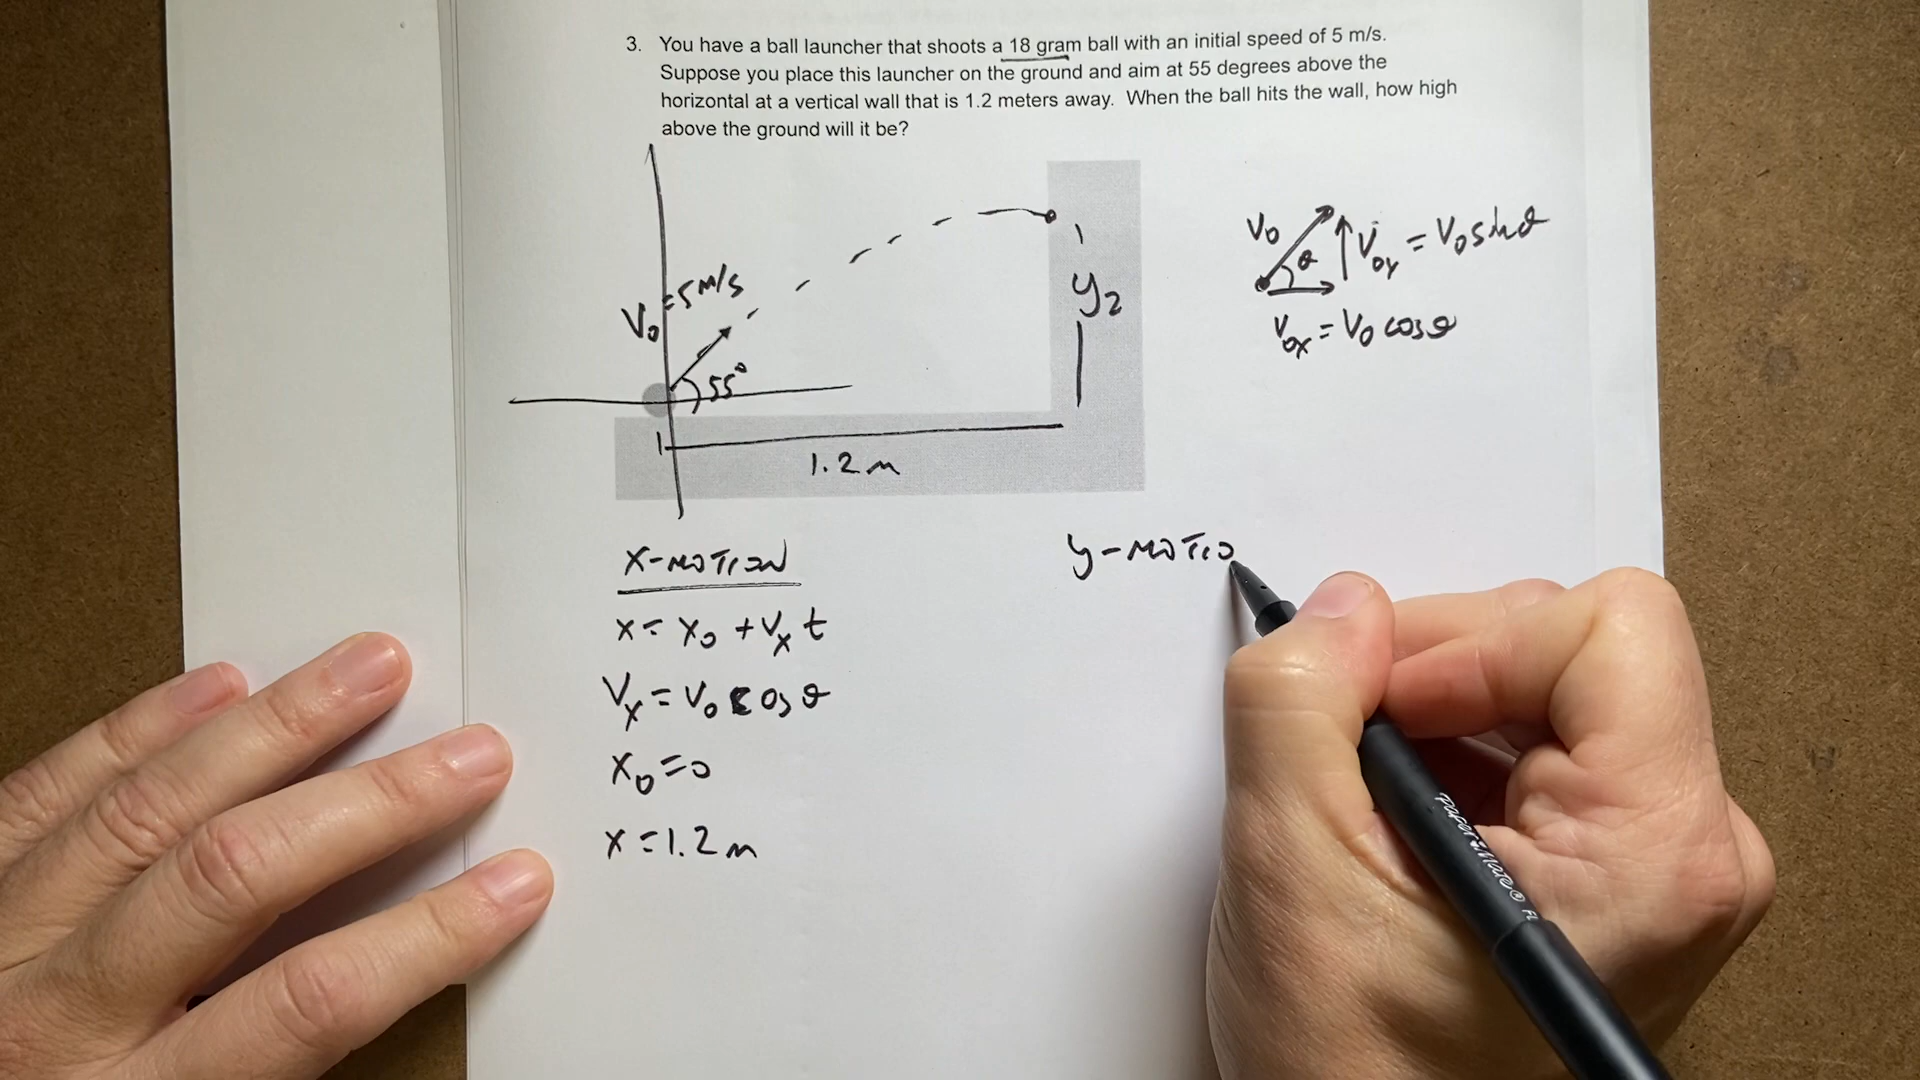 3. You have a ball launcher that shoots a 18 gram ball with an initial speed of 5 m/s.
Suppose you place this launcher on the ground and aim at 55 degrees above the
horizontal at a vertical wall that is 1.2 meters away. When the ball hits the wall, how high
above the ground will it be?
V₀ = 5 m/s
55°
1.2 m
y₂
V₀
θ
V₀y = V₀ sinθ
V₀x = V₀ cosθ
X-MOTION
x = x₀ + Vₓ t
Vₓ = V₀ cosθ
x₀ = 0
x = 1.2 m
y-MOTIO
paper:mate® FL